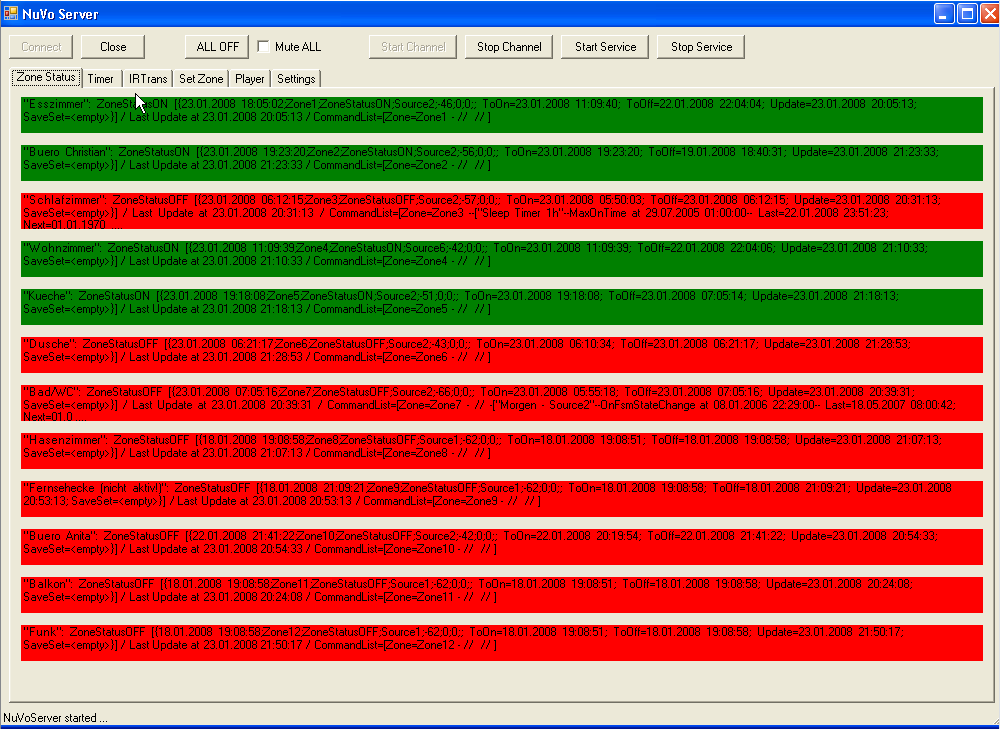 NuVo Server
Connect Close ALL OFF Mute ALL Start Channel Stop Channel Start Service Stop Service
Zone Status Timer IRTrans Set Zone Player Settings
"Esszimmer": ZoneStatusON [{23.01.2008 18:05:02;Zone1;ZoneStatusON;Source2;-46;0;0;; ToOn=23.01.2008 11:09:40; ToOff=22.01.2008 22:04:04; Update=23.01.2008 20:05:13;
SaveSet=<empty>}] / Last Update at 23.01.2008 20:05:13 / CommandList=[Zone=Zone1 - // // ]
"Buero Christian": ZoneStatusON [{23.01.2008 19:23:20;Zone2;ZoneStatusON;Source2;-56;0;0;; ToOn=23.01.2008 19:23:20; ToOff=19.01.2008 18:40:31; Update=23.01.2008 21:23:33;
SaveSet=<empty>}] / Last Update at 23.01.2008 21:23:33 / CommandList=[Zone=Zone2 - // // ]
"Schlafzimmer": ZoneStatusOFF [{23.01.2008 06:12:15;Zone3;ZoneStatusOFF;Source2;-57;0;0;; ToOn=23.01.2008 05:50:03; ToOff=23.01.2008 06:12:15; Update=23.01.2008 20:31:13;
SaveSet=<empty>}] / Last Update at 23.01.2008 20:31:13 / CommandList=[Zone=Zone3 --["Sleep Timer 1h"--MaxOnTime at 29.07.2005 01:00:00-- Last=22.01.2008 23:51:23,
Next=01.01.1970 ...
"Wohnzimmer": ZoneStatusON [{23.01.2008 11:09:39;Zone4;ZoneStatusON;Source6;-42;0;0;; ToOn=23.01.2008 11:09:39; ToOff=22.01.2008 22:04:06; Update=23.01.2008 21:10:33;
SaveSet=<empty>}] / Last Update at 23.01.2008 21:10:33 / CommandList=[Zone=Zone4 - // // ]
"Kueche": ZoneStatusON [{23.01.2008 19:18:08;Zone5;ZoneStatusON;Source2;-51;0;0;; ToOn=23.01.2008 19:18:08; ToOff=23.01.2008 07:05:14; Update=23.01.2008 21:18:13;
SaveSet=<empty>}] / Last Update at 23.01.2008 21:18:13 / CommandList=[Zone=Zone5 - // // ]
"Dusche": ZoneStatusOFF [{23.01.2008 06:21:17;Zone6;ZoneStatusOFF;Source2;-43;0;0;; ToOn=23.01.2008 06:10:34; ToOff=23.01.2008 06:21:17; Update=23.01.2008 21:28:53;
SaveSet=<empty>}] / Last Update at 23.01.2008 21:28:53 / CommandList=[Zone=Zone6 - // // ]
"Bad/WC": ZoneStatusOFF [{23.01.2008 07:05:16;Zone7;ZoneStatusOFF;Source2;-66;0;0;; ToOn=23.01.2008 05:55:18; ToOff=23.01.2008 07:05:16; Update=23.01.2008 20:39:31;
SaveSet=<empty>}] / Last Update at 23.01.2008 20:39:31 / CommandList=[Zone=Zone7 - // -["Morgen - Source2"--OnFsmStateChange at 08.01.2006 22:29:00-- Last=18.05.2007 08:00:42,
Next=01.0...
"Hasenzimmer": ZoneStatusOFF [{18.01.2008 19:08:58;Zone8;ZoneStatusOFF;Source1;-62;0;0;; ToOn=18.01.2008 19:08:51; ToOff=18.01.2008 19:08:58; Update=23.01.2008 21:07:13;
SaveSet=<empty>}] / Last Update at 23.01.2008 21:07:13 / CommandList=[Zone=Zone8 - // // ]
"Fernsehecke (nicht aktiv!)": ZoneStatusOFF [{18.01.2008 21:09:21;Zone9;ZoneStatusOFF;Source1;-62;0;0;; ToOn=18.01.2008 19:08:58; ToOff=18.01.2008 21:09:21; Update=23.01.2008
20:53:13; SaveSet=<empty>}] / Last Update at 23.01.2008 20:53:13 / CommandList=[Zone=Zone9 - // // ]
"Buero Anita": ZoneStatusOFF [{22.01.2008 21:41:22;Zone10;ZoneStatusOFF;Source2;-42;0;0;; ToOn=22.01.2008 20:19:54; ToOff=22.01.2008 21:41:22; Update=23.01.2008 20:54:33;
SaveSet=<empty>}] / Last Update at 23.01.2008 20:54:33 / CommandList=[Zone=Zone10 - // // ]
"Balkon": ZoneStatusOFF [{18.01.2008 19:08:58;Zone11;ZoneStatusOFF;Source1;-62;0;0;; ToOn=18.01.2008 19:08:51; ToOff=18.01.2008 19:08:58; Update=23.01.2008 20:24:08;
SaveSet=<empty>}] / Last Update at 23.01.2008 20:24:08 / CommandList=[Zone=Zone11 - // // ]
"Funk": ZoneStatusOFF [{18.01.2008 19:08:58;Zone12;ZoneStatusOFF;Source1;-62;0;0;; ToOn=18.01.2008 19:08:51; ToOff=18.01.2008 19:08:58; Update=23.01.2008 21:50:17;
SaveSet=<empty>}] / Last Update at 23.01.2008 21:50:17 / CommandList=[Zone=Zone12 - // // ]
NuVoServer started ...